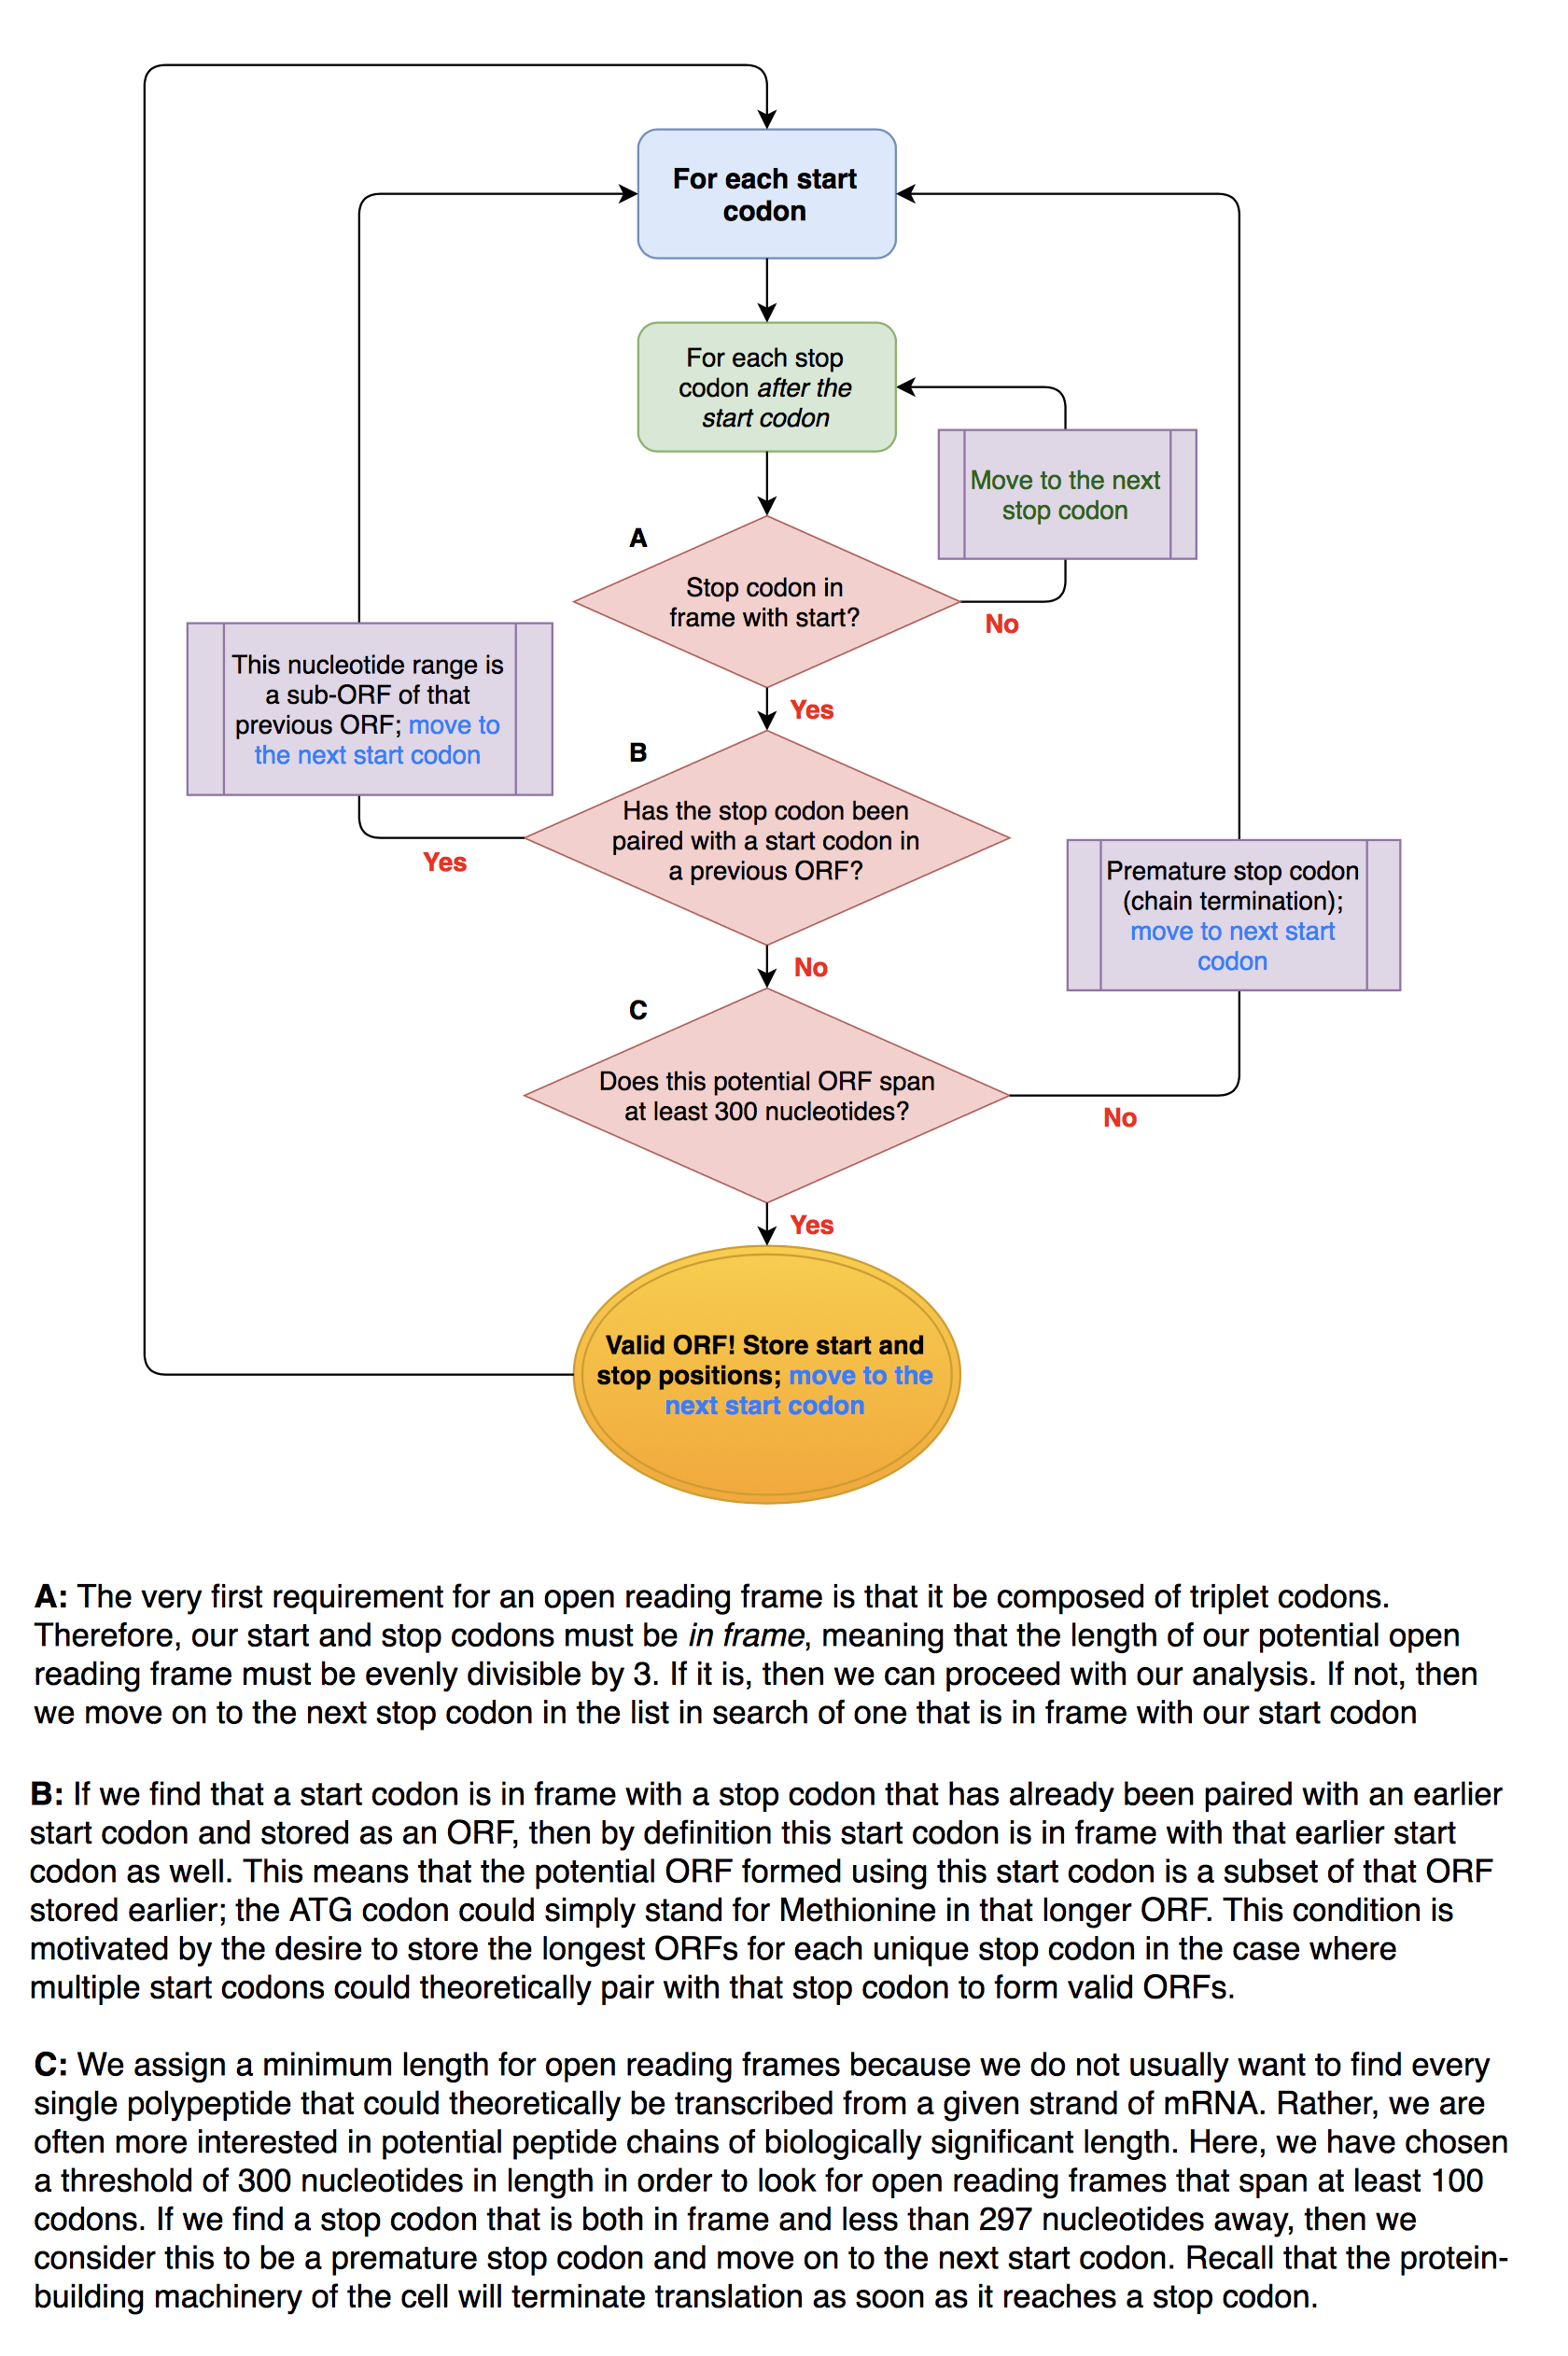 For each start
codon
For each stop
codon after the
start codon
Move to the next
stop codon
A
Stop codon in
frame with start?
No
This nucleotide range is
a sub-ORF of that
previous ORF; move to
the next start codon
Yes
B
Has the stop codon been
paired with a start codon in
a previous ORF?
Yes
Premature stop codon
(chain termination);
move to next start
codon
No
C
Does this potential ORF span
at least 300 nucleotides?
No
Yes
Valid ORF! Store start and
stop positions; move to the
next start codon
A: The very first requirement for an open reading frame is that it be composed of triplet codons.
Therefore, our start and stop codons must be in frame, meaning that the length of our potential open
reading frame must be evenly divisible by 3. If it is, then we can proceed with our analysis. If not, then
we move on to the next stop codon in the list in search of one that is in frame with our start codon
B: If we find that a start codon is in frame with a stop codon that has already been paired with an earlier
start codon and stored as an ORF, then by definition this start codon is in frame with that earlier start
codon as well. This means that the potential ORF formed using this start codon is a subset of that ORF
stored earlier; the ATG codon could simply stand for Methionine in that longer ORF. This condition is
motivated by the desire to store the longest ORFs for each unique stop codon in the case where
multiple start codons could theoretically pair with that stop codon to form valid ORFs.
C: We assign a minimum length for open reading frames because we do not usually want to find every
single polypeptide that could theoretically be transcribed from a given strand of mRNA. Rather, we are
often more interested in potential peptide chains of biologically significant length. Here, we have chosen
a threshold of 300 nucleotides in length in order to look for open reading frames that span at least 100
codons. If we find a stop codon that is both in frame and less than 297 nucleotides away, then we
consider this to be a premature stop codon and move on to the next start codon. Recall that the protein-
building machinery of the cell will terminate translation as soon as it reaches a stop codon.